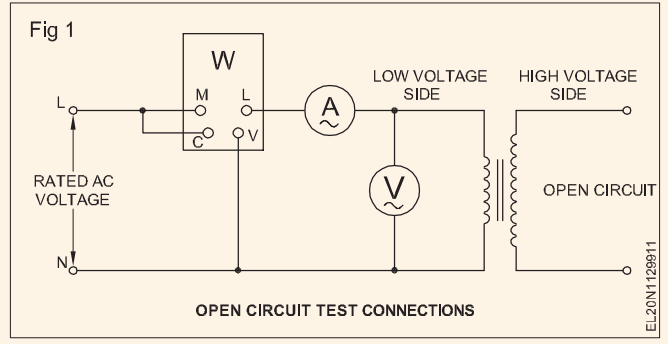 Fig 1
W
M L
C V
L
A
V
LOW VOLTAGE
SIDE
HIGH VOLTAGE
SIDE
RATED AC
VOLTAGE
OPEN CIRCUIT
N
OPEN CIRCUIT TEST CONNECTIONS
EL20N1129911